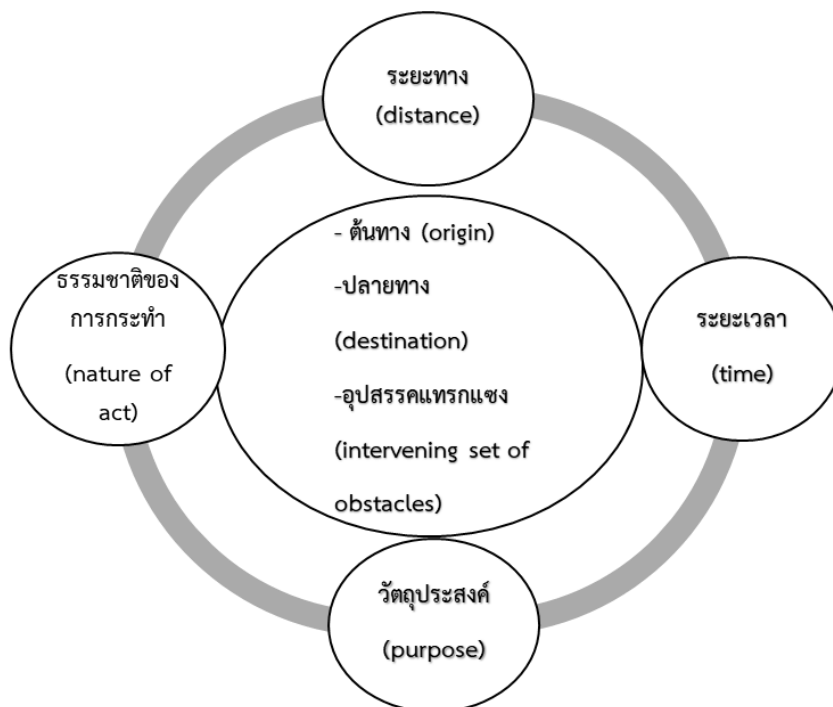 ระยะทาง
(distance)
- ต้นทาง (origin)
-ปลายทาง
(destination)
-อุปสรรคแทรกแซง
(intervening set of
obstacles)
ธรรมชาติของ
การกระทำ
(nature of
act)
ระยะเวลา
(time)
วัตถุประสงค์
(purpose)